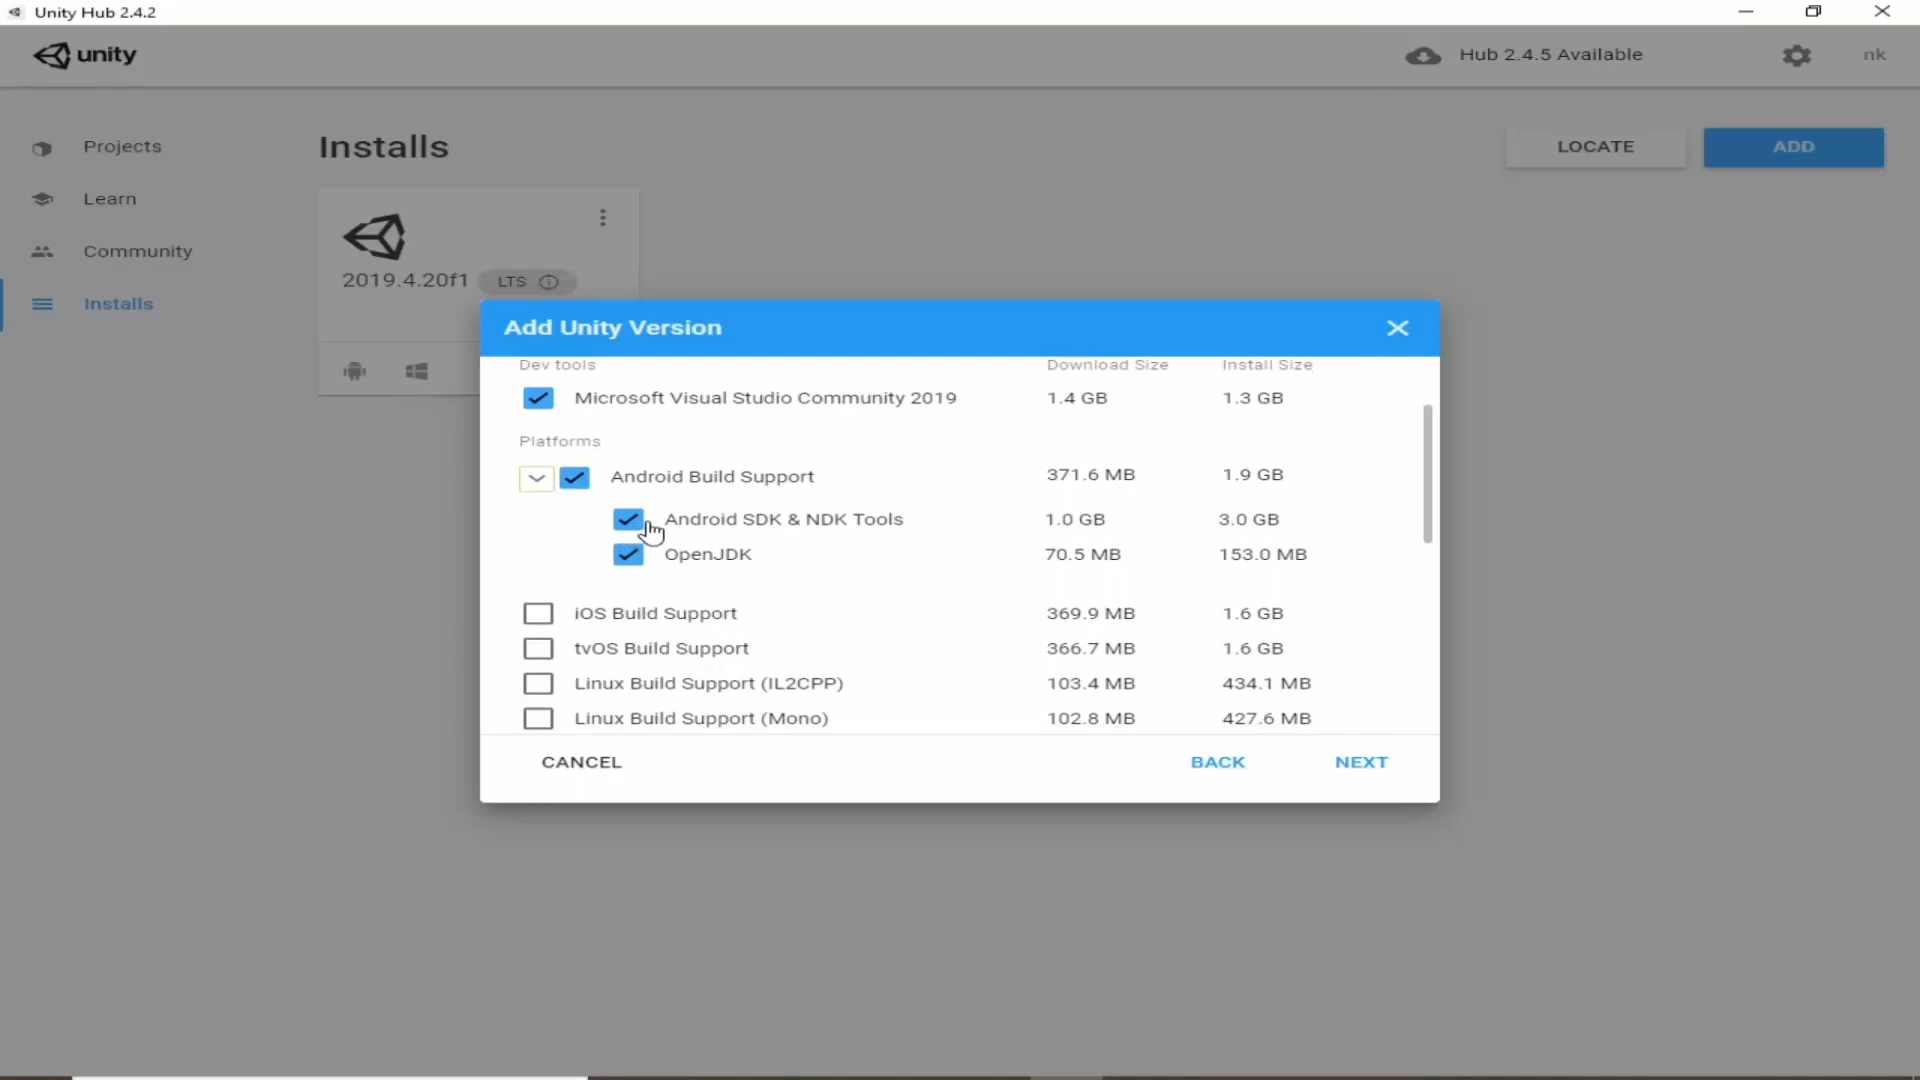 Unity Hub 2.4.2
unity
Hub 2.4.5 Available
nk
Projects
Learn
Community
Installs
Installs
LOCATE
ADD
2019.4.20f1
LTS
Add Unity Version
Dev tools Download Size Install Size
Microsoft Visual Studio Community 2019 1.4 GB 1.3 GB
Platforms
Android Build Support 371.6 MB 1.9 GB
Android SDK & NDK Tools 1.0 GB 3.0 GB
OpenJDK 70.5 MB 153.0 MB
iOS Build Support 369.9 MB 1.6 GB
tvOS Build Support 366.7 MB 1.6 GB
Linux Build Support (IL2CPP) 103.4 MB 434.1 MB
Linux Build Support (Mono) 102.8 MB 427.6 MB
CANCEL
BACK
NEXT